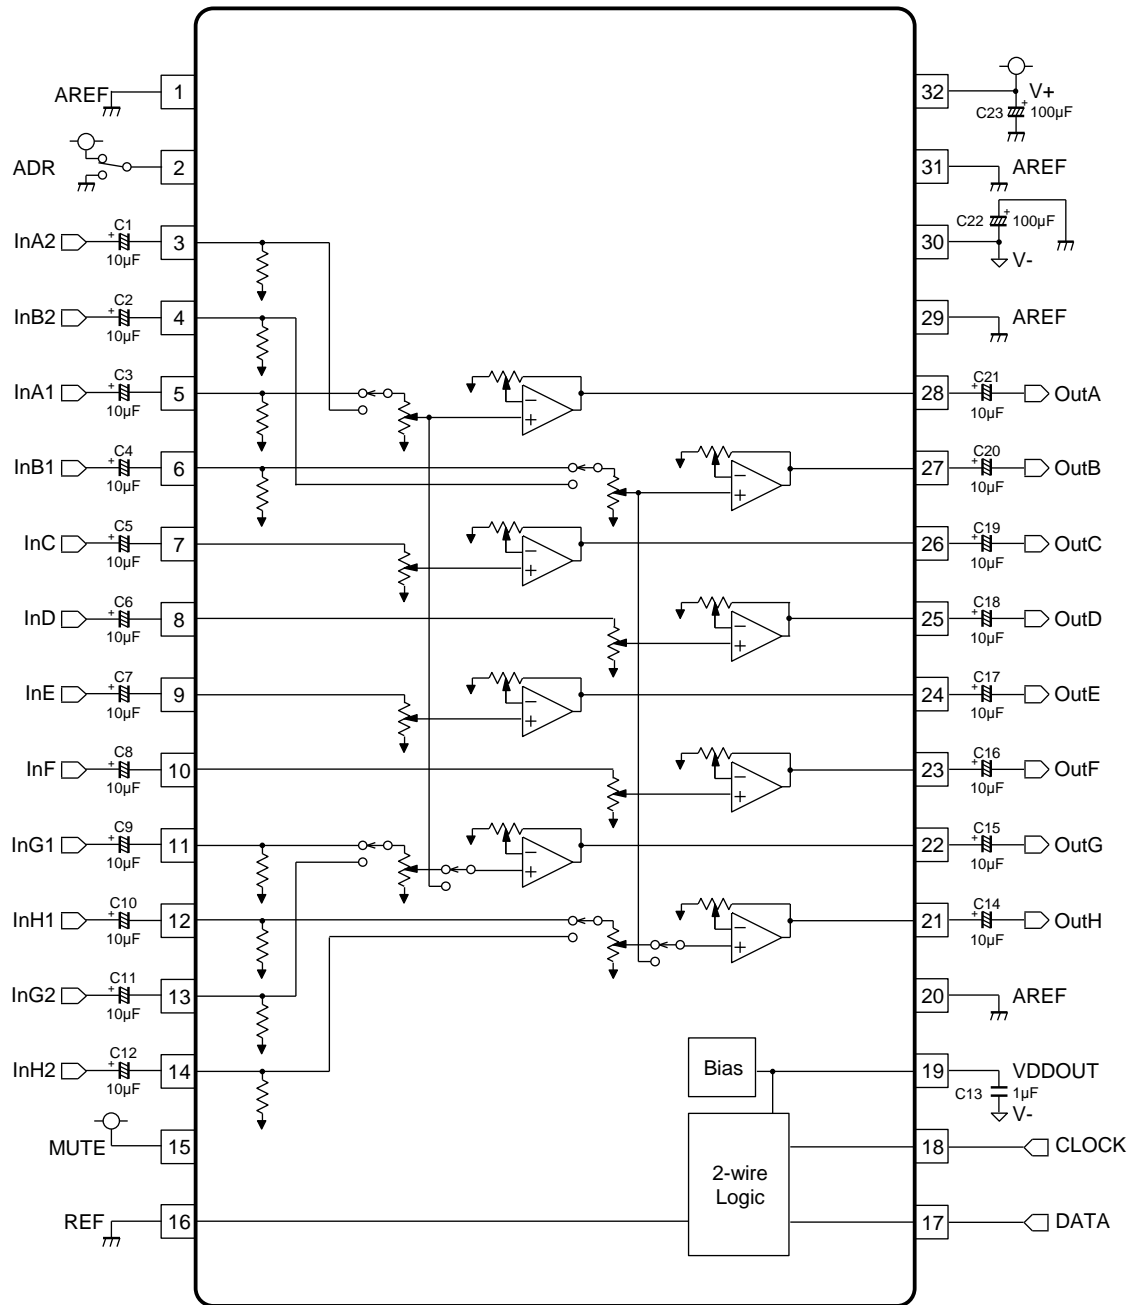 AREF 1
ADR 2
InA2 C1 + 10µF 3
InB2 C2 + 10µF 4
InA1 C3 + 10µF 5
InB1 C4 + 10µF 6
InC C5 + 10µF 7
InD C6 + 10µF 8
InE C7 + 10µF 9
InF C8 + 10µF 10
InG1 C9 + 10µF 11
InH1 C10 + 10µF 12
InG2 C11 + 10µF 13
InH2 C12 + 10µF 14
MUTE 15
REF 16
− +
− +
− +
− +
− +
− +
− +
− +
Bias
2-wire
Logic
32 V+ C23 + 100µF
31 AREF
30 C22 + 100µF V-
29 AREF
28 C21 + 10µF OutA
27 C20 + 10µF OutB
26 C19 + 10µF OutC
25 C18 + 10µF OutD
24 C17 + 10µF OutE
23 C16 + 10µF OutF
22 C15 + 10µF OutG
21 C14 + 10µF OutH
20 AREF
19 VDDOUT C13 1µF V-
18 CLOCK
17 DATA